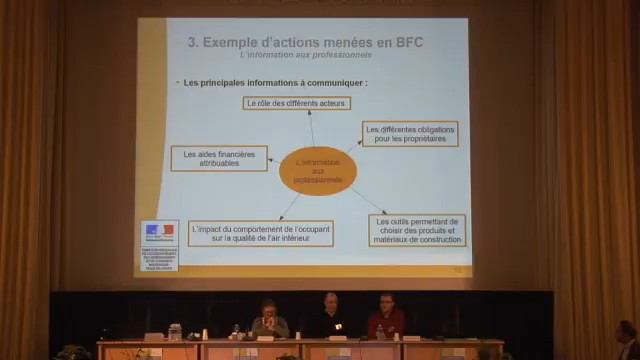 3. Exemple d'actions menées en BFC
L'information aux professionnels
- Les principales informations à communiquer :
Le rôle des différents acteurs
Les différentes obligations
pour les propriétaires
Les aides financières
attribuables
L'information
aux
professionnels
L'impact du comportement de l'occupant
sur la qualité de l'air intérieur
Les outils permettant de
choisir des produits et
matériaux de construction